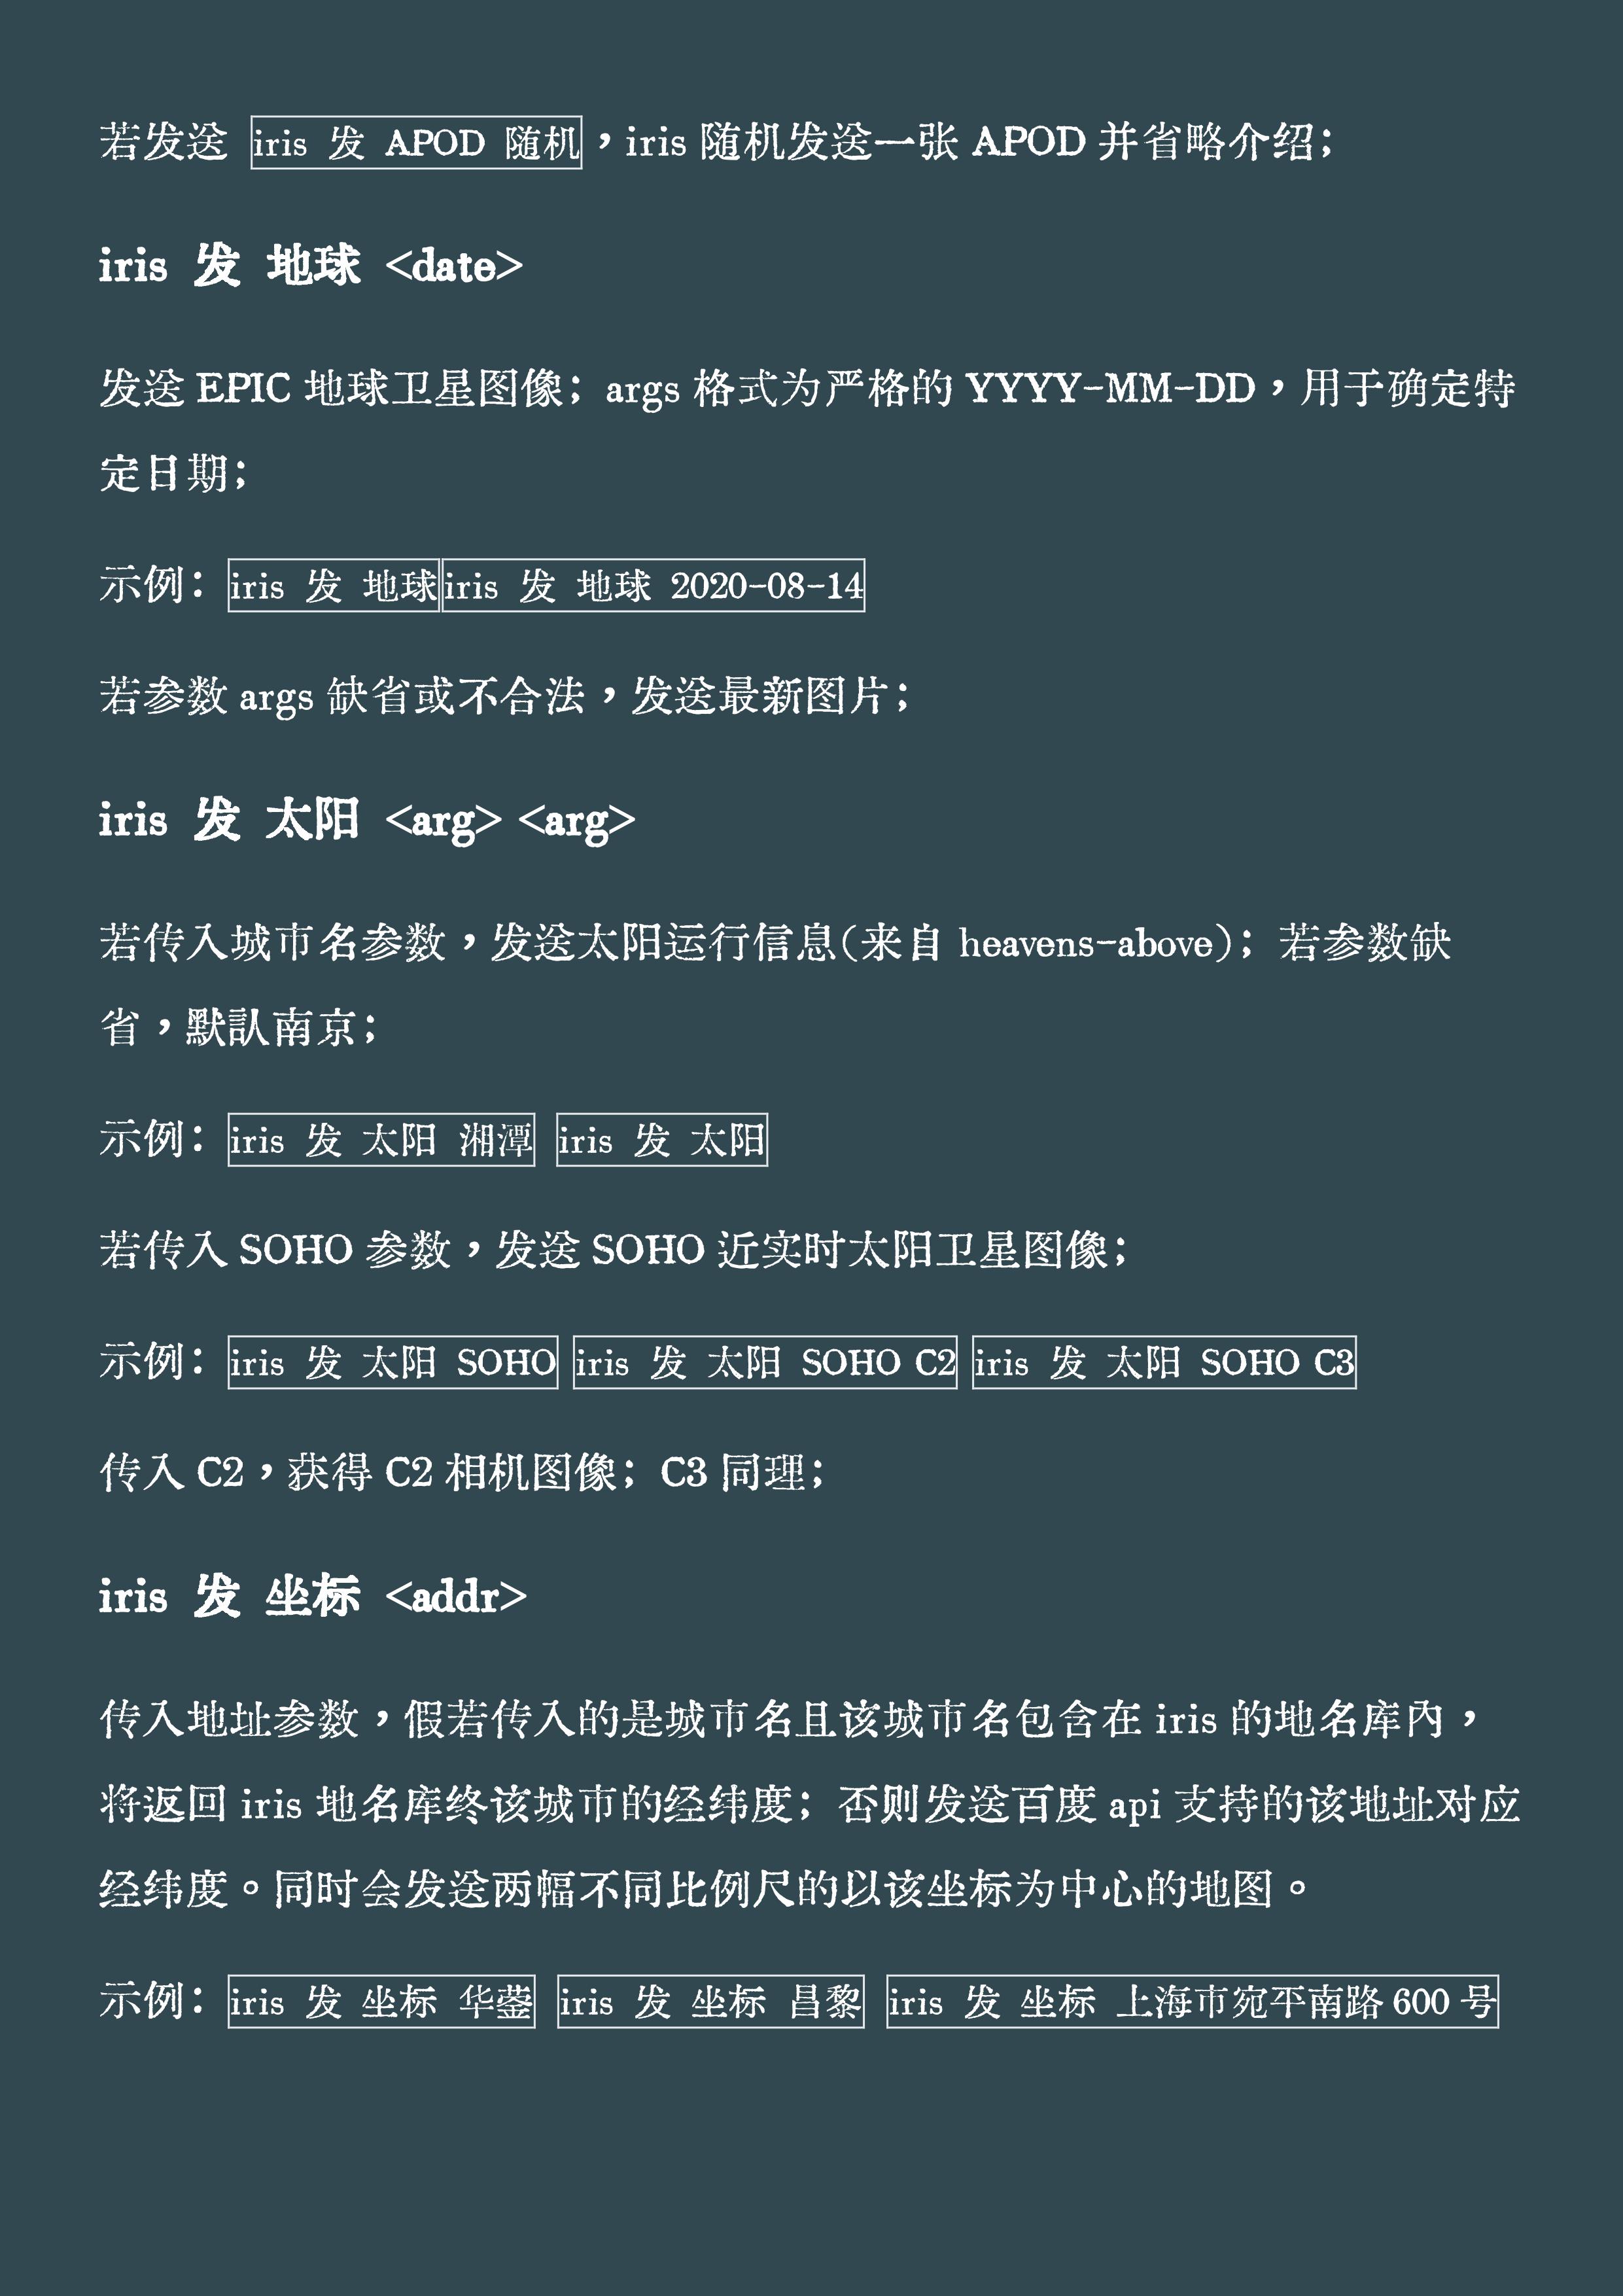 若发送 iris 发 APOD 随机，iris 随机发送一张 APOD 并省略介绍；
iris 发 地球 <date>
发送 EPIC 地球卫星图像；args 格式为严格的 YYYY-MM-DD，用于确定特
定日期；
示例：iris 发 地球 iris 发 地球 2020-08-14
若参数 args 缺省或不合法，发送最新图片；
iris 发 太阳 <arg> <arg>
若传入城市名参数，发送太阳运行信息（来自 heavens-above）；若参数缺
省，默认南京；
示例：iris 发 太阳 湘潭 iris 发 太阳
若传入 SOHO 参数，发送 SOHO 近实时太阳卫星图像；
示例：iris 发 太阳 SOHO iris 发 太阳 SOHO C2 iris 发 太阳 SOHO C3
传入 C2，获得 C2 相机图像；C3 同理；
iris 发 坐标 <addr>
传入地址参数，假若传入的是城市名且该城市名包含在 iris 的地名库内，
将返回 iris 地名库终该城市的经纬度；否则发送百度 api 支持的该地址对应
经纬度。同时会发送两幅不同比例尺的以该坐标为中心的地图。
示例：iris 发 坐标 华蓥 iris 发 坐标 昌黎 iris 发 坐标 上海市宛平南路 600 号